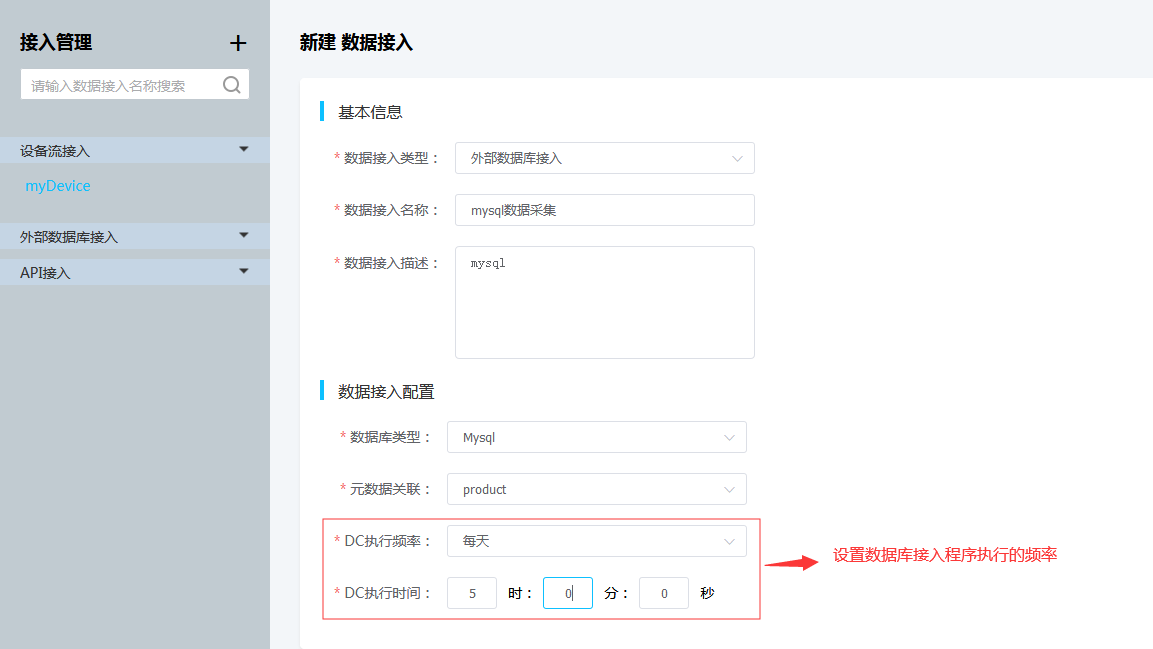 接入管理
请输入数据接入名称搜索
设备流接入
myDevice
外部数据库接入
API接入
新建 数据接入
基本信息
* 数据接入类型： 外部数据库接入
* 数据接入名称： mysql数据采集
* 数据接入描述： mysql
数据接入配置
* 数据库类型： Mysql
* 元数据关联： product
* DC执行频率： 每天
* DC执行时间： 5 时： 0 分： 0 秒
设置数据库接入程序执行的频率